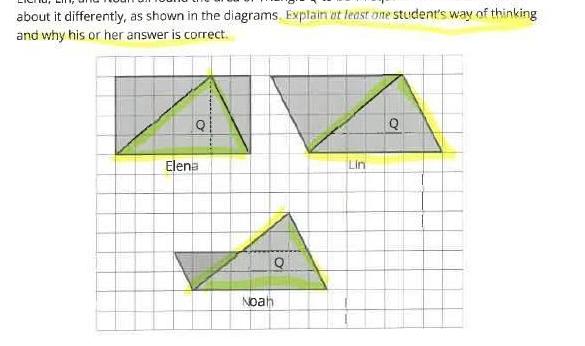 about it differently, as shown in the diagrams. Explain at least one student's way of thinking
and why his or her answer is correct.
Q
Q
Elena
Lin
Q
Noah